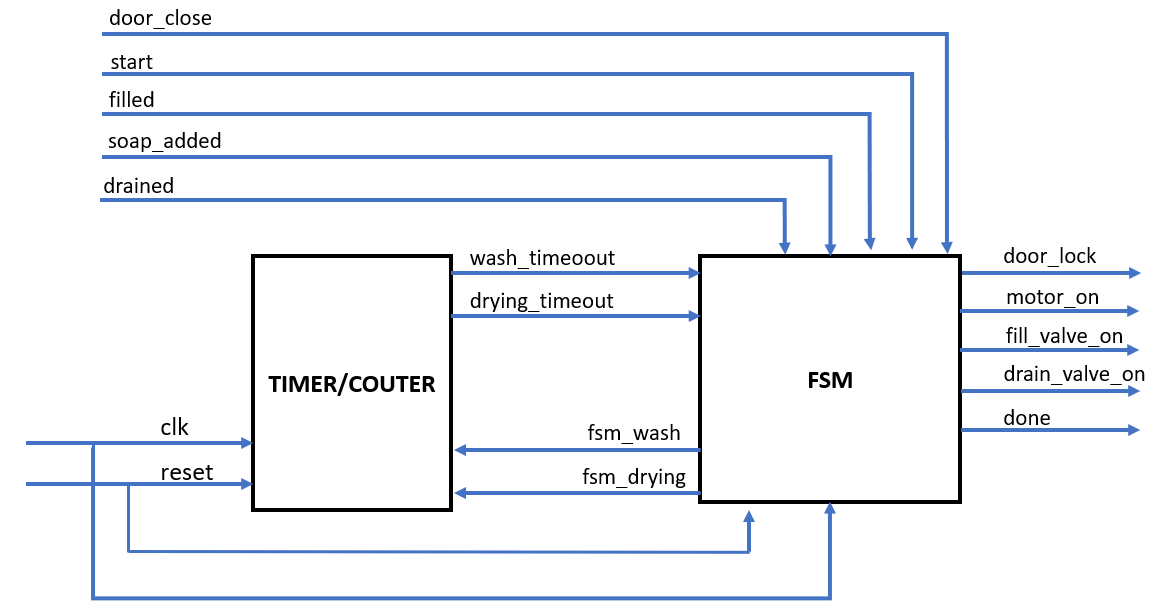 door_close
start
filled
soap_added
drained
wash_timeoout
drying_timeout
door_lock
motor_on
fill_valve_on
drain_valve_on
done
TIMER/COUTER
FSM
clk
reset
fsm_wash
fsm_drying